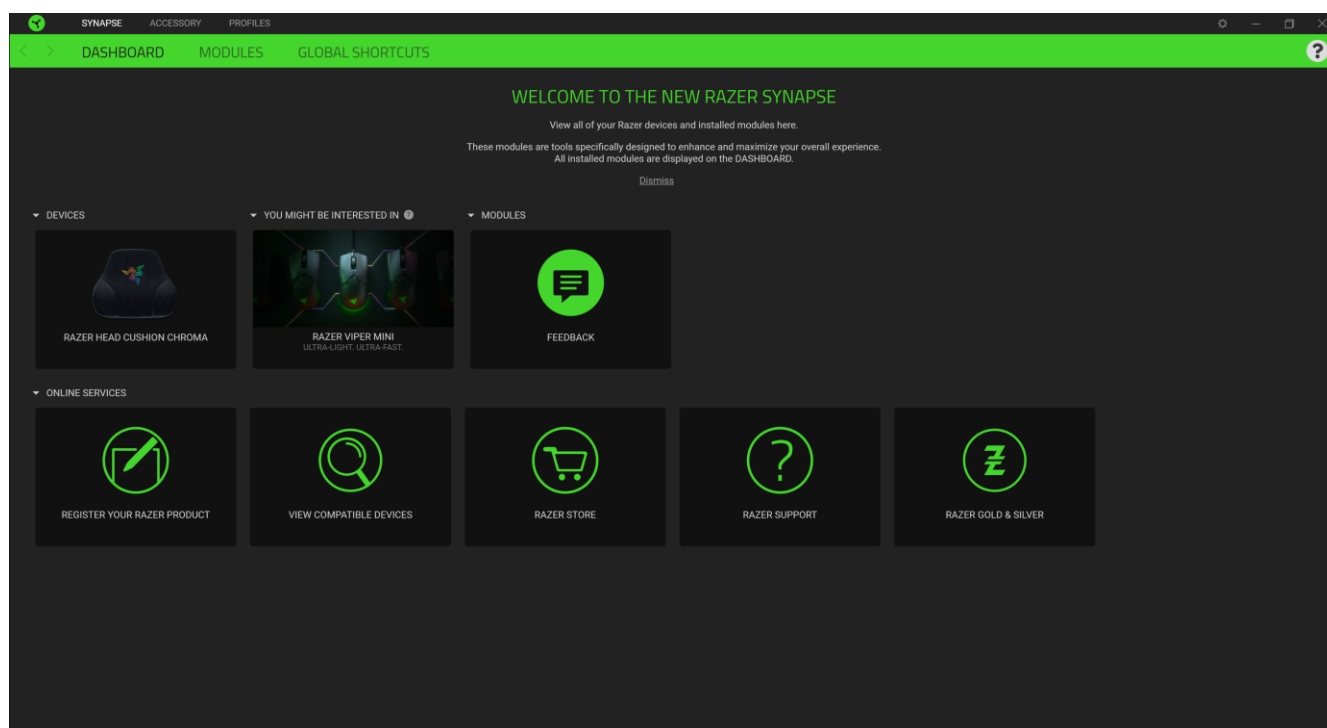 SYNAPSE ACCESSORY PROFILES
DASHBOARD MODULES GLOBAL SHORTCUTS
?
WELCOME TO THE NEW RAZER SYNAPSE
View all of your Razer devices and installed modules here.
These modules are tools specifically designed to enhance and maximize your overall experience.
All installed modules are displayed on the DASHBOARD.
Dismiss
DEVICES
YOU MIGHT BE INTERESTED IN ?
MODULES
RAZER HEAD CUSHION CHROMA
RAZER VIPER MINI
ULTRA-LIGHT. ULTRA-FAST.
FEEDBACK
ONLINE SERVICES
REGISTER YOUR RAZER PRODUCT
VIEW COMPATIBLE DEVICES
RAZER STORE
?
RAZER SUPPORT
RAZER GOLD & SILVER